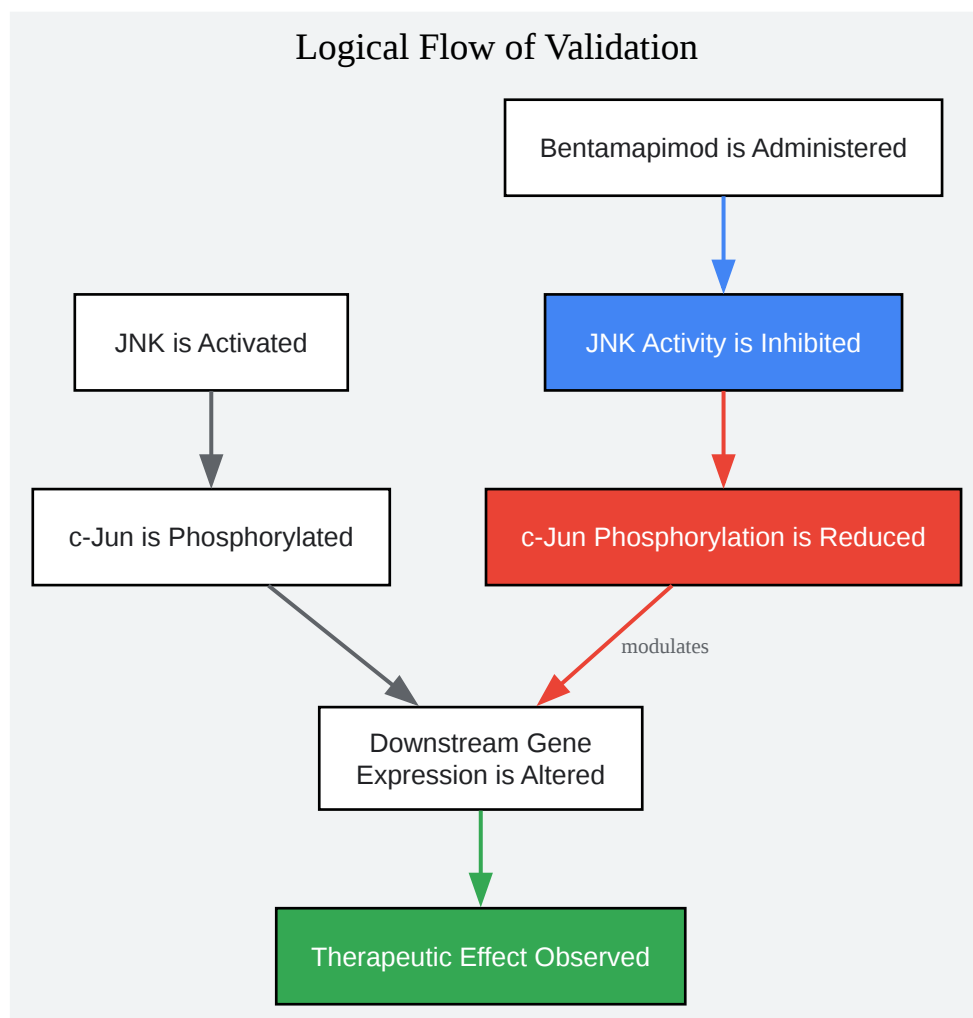 Logical Flow of Validation
Bentamapimod is Administered
JNK is Activated
JNK Activity is Inhibited
c-Jun is Phosphorylated
c-Jun Phosphorylation is Reduced
modulates
Downstream Gene
Expression is Altered
Therapeutic Effect Observed